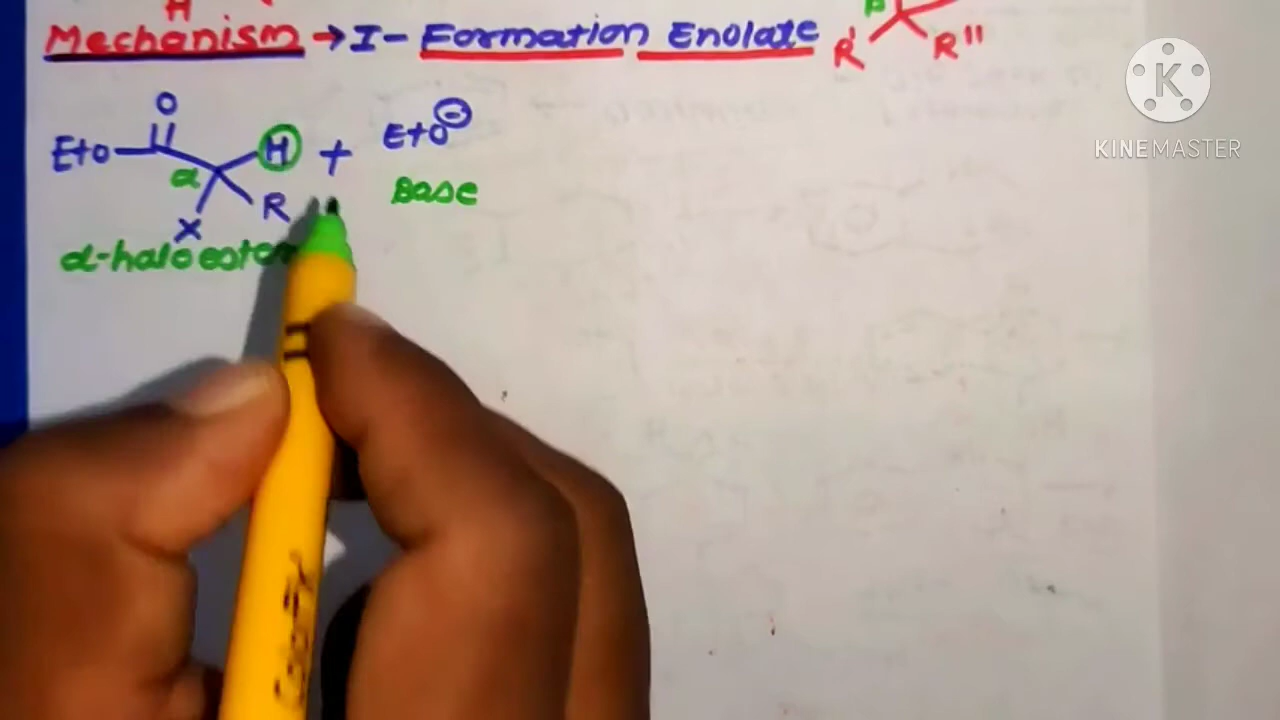 H
Mechanism → I- Formation Enolate
R' R''
O
EtO H + EtO⊖
α
X R Base
α-halo ester
K
KINEMASTER